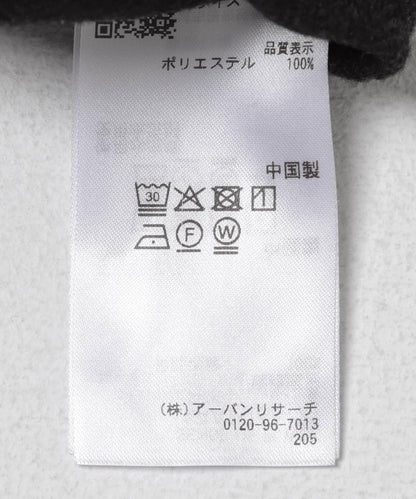 品質表示
ポリエステル 100%
中国製
30
F
W
(株)アーバンリサーチ
0120-96-7013
205